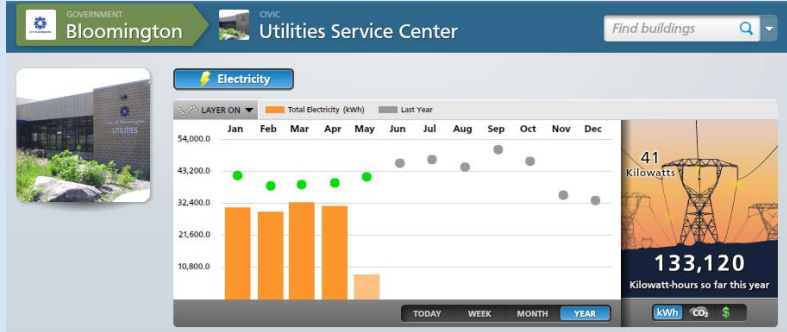 GOVERNMENT
Bloomington
CIVIC
Utilities Service Center
Find buildings
Electricity
LAYER ON
Total Electricity (kWh)
Last Year
Jan Feb Mar Apr May Jun Jul Aug Sep Oct Nov Dec
54,000.0
43,200.0
32,400.0
21,600.0
10,800.0
41
Kilowatts
133,120
Kilowatt-hours so far this year
TODAY WEEK MONTH YEAR
kWh CO₂ $
City of Bloomington
UTILITIES